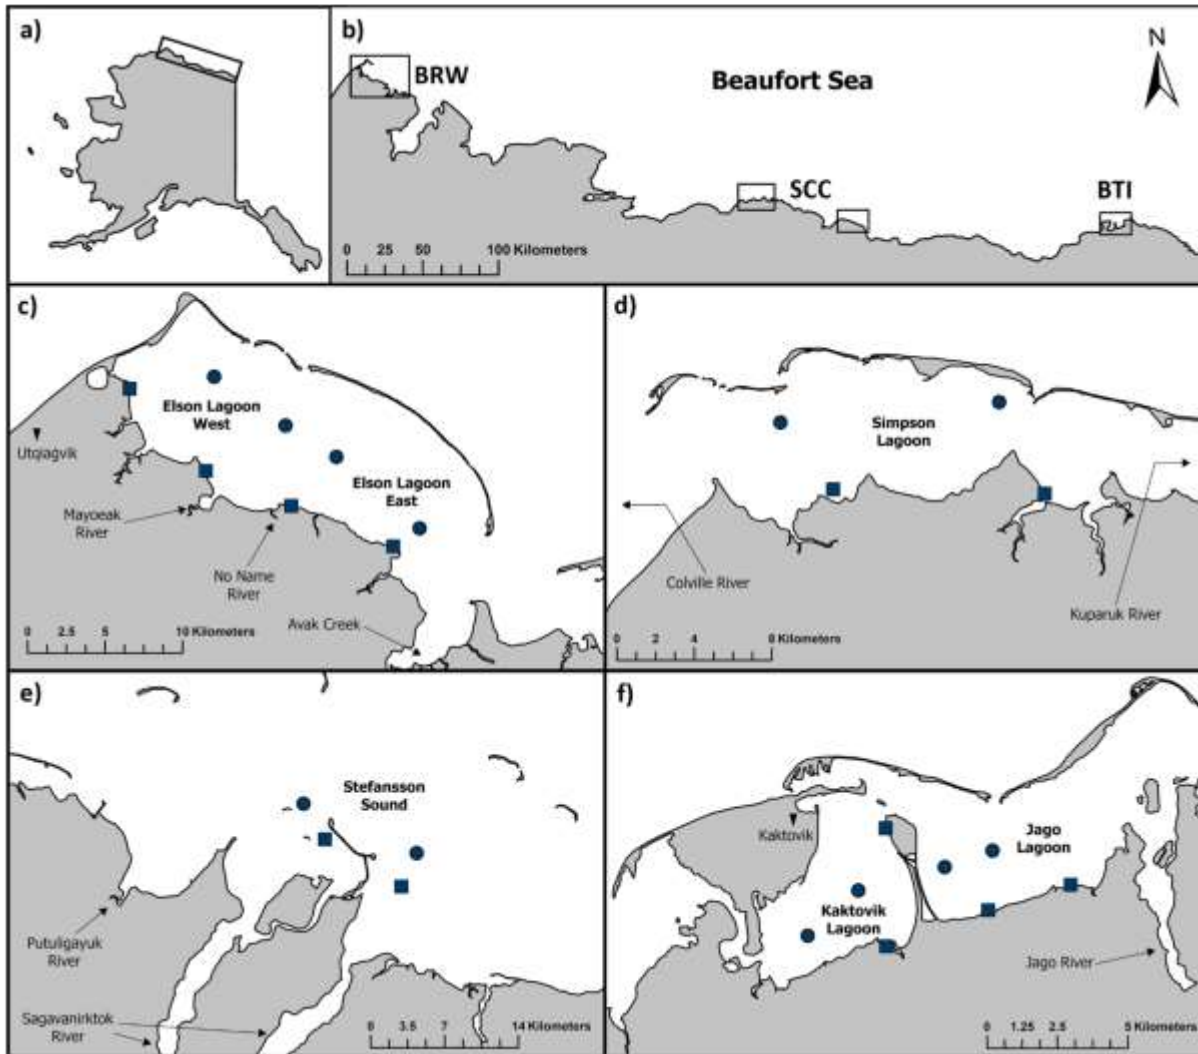 a)
b)
BRW
Beaufort Sea
N
SCC
BTI
0 25 50 100 Kilometers
c)
Elson Lagoon
West
Utqiaġvik
Elson Lagoon
East
Mayoeak
River
No Name
River
Avak Creek
0 2.5 5 10 Kilometers
d)
Simpson
Lagoon
Colville River
Kuparuk River
0 2 4 8 Kilometers
e)
Stefansson
Sound
Putuligayuk
River
Sagavanirktok
River
0 3.5 7 14 Kilometers
f)
Kaktovik
Jago
Lagoon
Kaktovik
Lagoon
Jago River
0 1.25 2.5 5 Kilometers